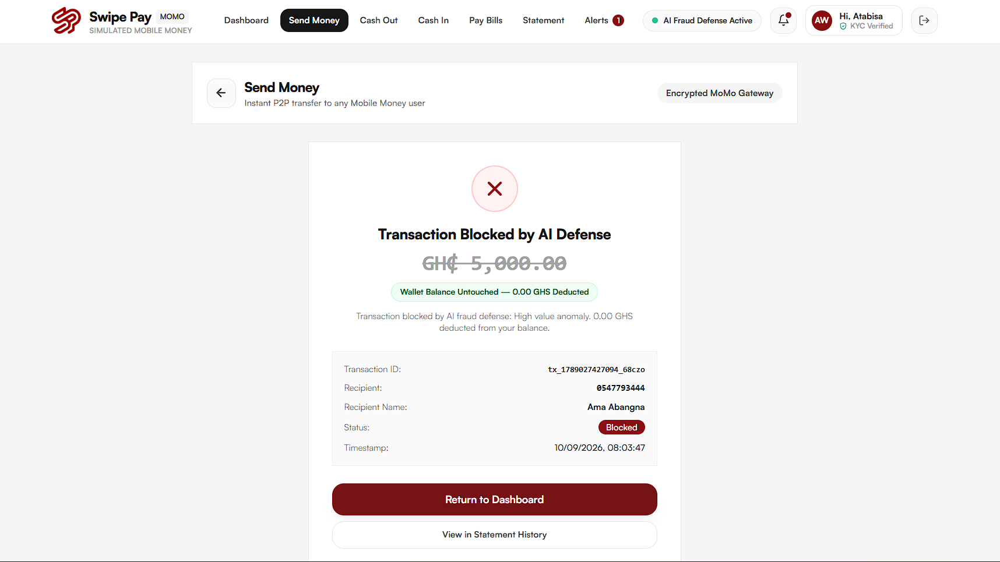 Swipe Pay MOMO
SIMULATED MOBILE MONEY
Dashboard
Send Money
Cash Out
Cash In
Pay Bills
Statement
Alerts 1
AI Fraud Defense Active
AW
Hi, Atabisa
KYC Verified
Send Money
Instant P2P transfer to any Mobile Money user
Encrypted MoMo Gateway
Transaction Blocked by AI Defense
GH₵ 5,000.00
Wallet Balance Untouched — 0.00 GHS Deducted
Transaction blocked by AI fraud defense: High value anomaly. 0.00 GHS
deducted from your balance.
Transaction ID: tx_1789027427094_68czo
Recipient: 0547793444
Recipient Name: Ama Abangna
Status: Blocked
Timestamp: 10/09/2026, 08:03:47
Return to Dashboard
View in Statement History